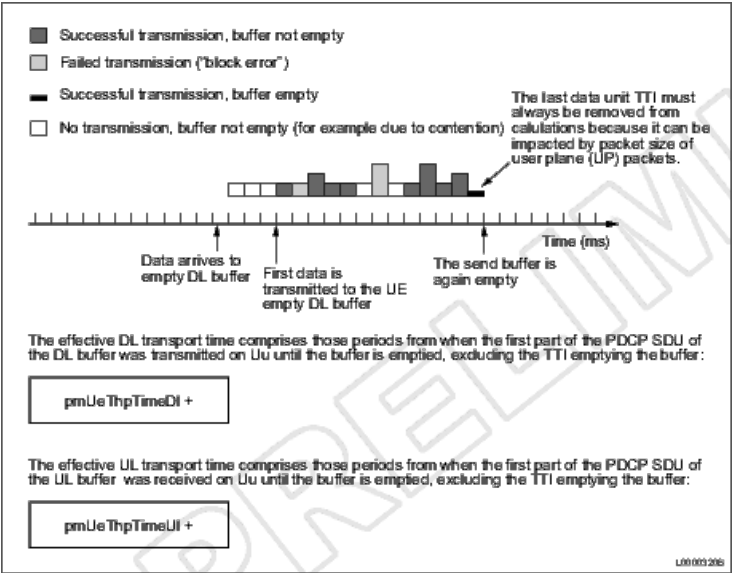 Successful transmission, buffer not empty
Failed transmission ("block error")
Successful transmission, buffer empty
No transmission, buffer not empty (for example due to contention)
The last data unit TTI must
always be removed from
calulations because it can be
impacted by packet size of
user plane (UP) packets.
Time (ms)
Data arrives to
empty DL buffer
First data is
transmitted to the UE
empty DL buffer
The send buffer is
again empty
The effective DL transport time comprises those periods from when the first part of the PDCP SDU of
the DL buffer was transmitted on Uu until the buffer is emptied, excluding the TTI emptying the buffer:
pmUeThpTimeDl +
The effective UL transport time comprises those periods from when the first part of the PDCP SDU of
the UL buffer was received on Uu until the buffer is emptied, excluding the TTI emptying the buffer:
pmUeThpTimeUl +
L0000320B
PRELIM